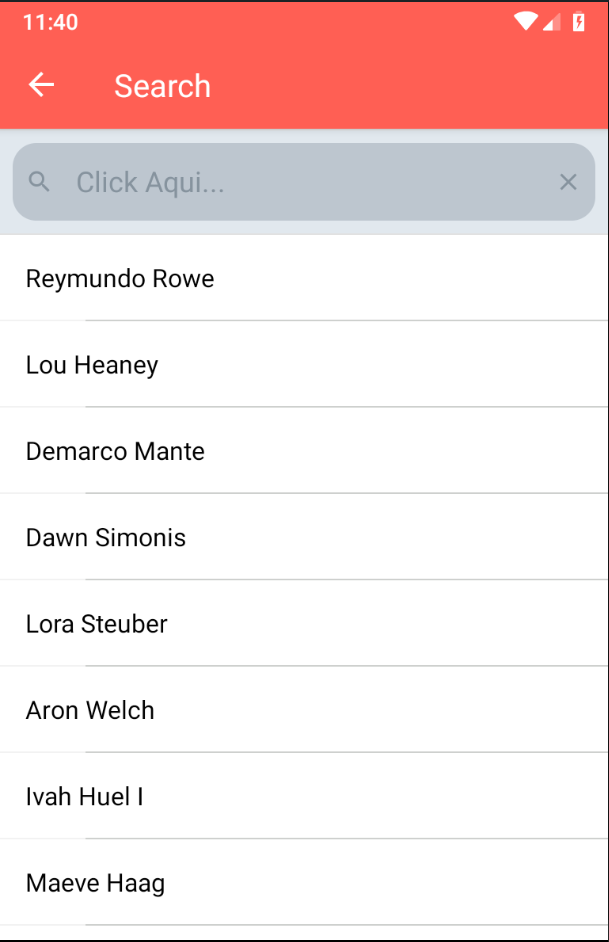 11:40
Search
Click Aqui...
Reymundo Rowe
Lou Heaney
Demarco Mante
Dawn Simonis
Lora Steuber
Aron Welch
Ivah Huel I
Maeve Haag